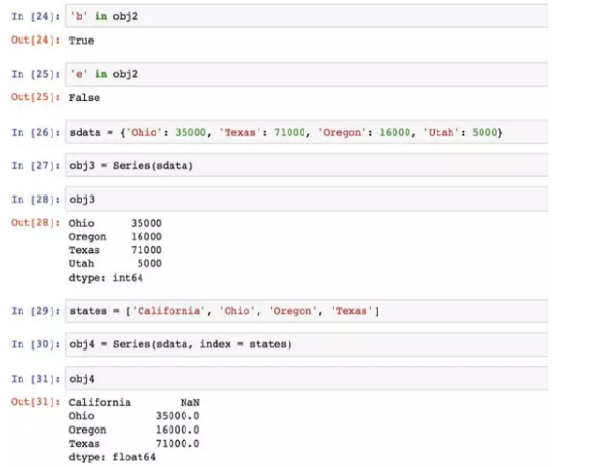 In [24]: 'b' in obj2
Out[24]: True
In [25]: 'e' in obj2
Out[25]: False
In [26]: sdata = {'Ohio': 35000, 'Texas': 71000, 'Oregon': 16000, 'Utah': 5000}
In [27]: obj3 = Series(sdata)
In [28]: obj3
Out[28]: Ohio 35000
Oregon 16000
Texas 71000
Utah 5000
dtype: int64
In [29]: states = ['California', 'Ohio', 'Oregon', 'Texas']
In [30]: obj4 = Series(sdata, index = states)
In [31]: obj4
Out[31]: California NaN
Ohio 35000.0
Oregon 16000.0
Texas 71000.0
dtype: float64